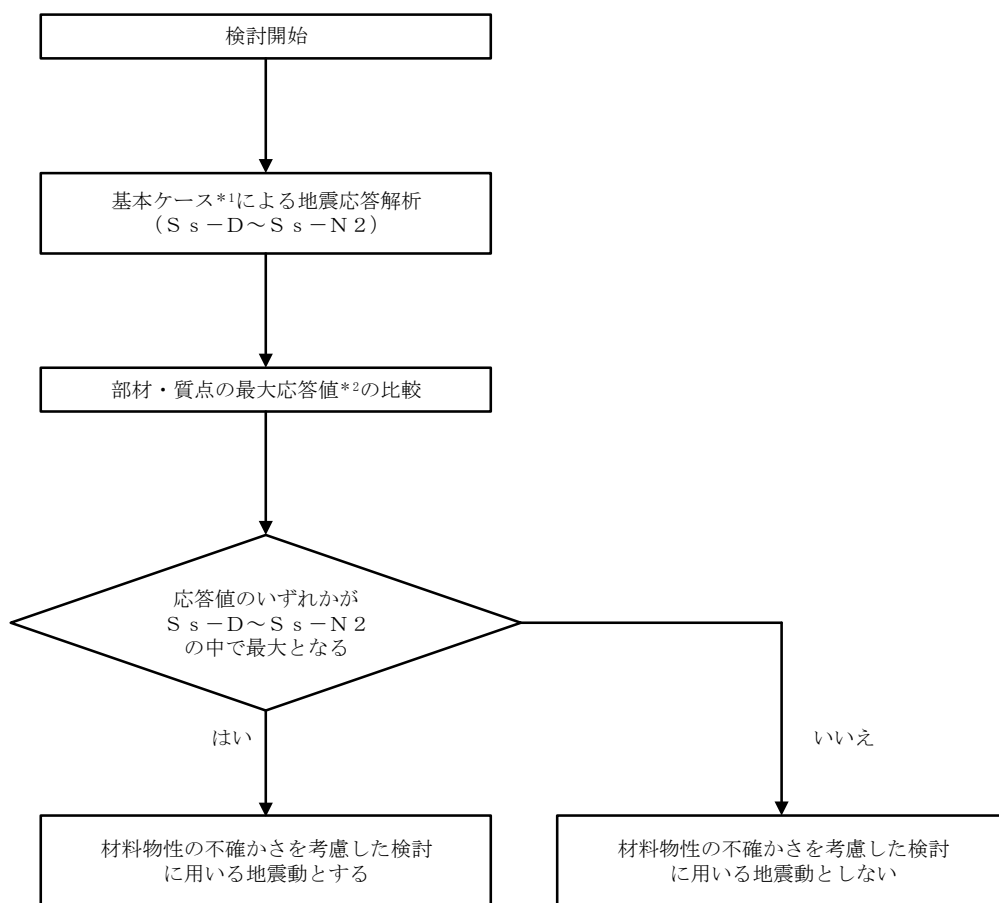 検討開始
基本ケース*1による地震応答解析
(Ss-D~Ss-N2)
部材・質点の最大応答値*2の比較
応答値のいずれかが
Ss-D~Ss-N2
の中で最大となる
はい
いいえ
材料物性の不確かさを考慮した検討
に用いる地震動とする
材料物性の不確かさを考慮した検討
に用いる地震動としない